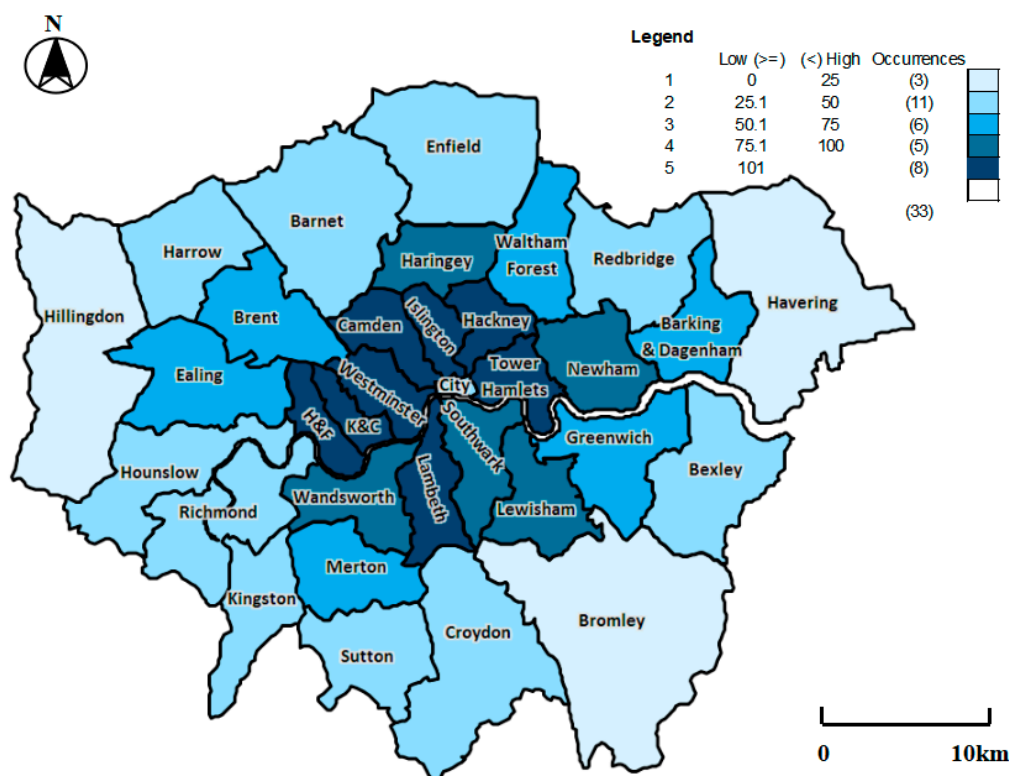 N
Legend
Low (>=) (<) High Occurrences
1 0 25 (3)
2 25.1 50 (11)
3 50.1 75 (6)
4 75.1 100 (5)
5 101 (8)
(33)
Enfield
Barnet
Harrow
Haringey
Waltham
Forest
Redbridge
Havering
Hillingdon
Brent
Camden
Islington
Hackney
Barking
& Dagenham
Ealing
Westminster
City
Tower
Hamlets
Newham
H&F
K&C
Southwark
Greenwich
Hounslow
Bexley
Richmond
Wandsworth
Lambeth
Lewisham
Merton
Kingston
Bromley
Croydon
Sutton
0 10km